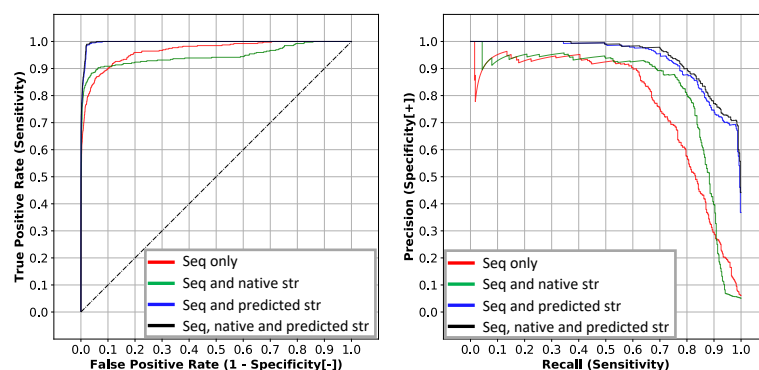 True Positive Rate (Sensitivity)
1.0
0.9
0.8
0.7
0.6
0.5
0.4
0.3
0.2
0.1
0.0
Seq only
Seq and native str
Seq and predicted str
Seq, native and predicted str
0.0 0.1 0.2 0.3 0.4 0.5 0.6 0.7 0.8 0.9 1.0
False Positive Rate (1 - Specificity[-])
Precision (Specificity[+])
1.0
0.9
0.8
0.7
0.6
0.5
0.4
0.3
0.2
0.1
0.0
Seq only
Seq and native str
Seq and predicted str
Seq, native and predicted str
0.0 0.1 0.2 0.3 0.4 0.5 0.6 0.7 0.8 0.9 1.0
Recall (Sensitivity)